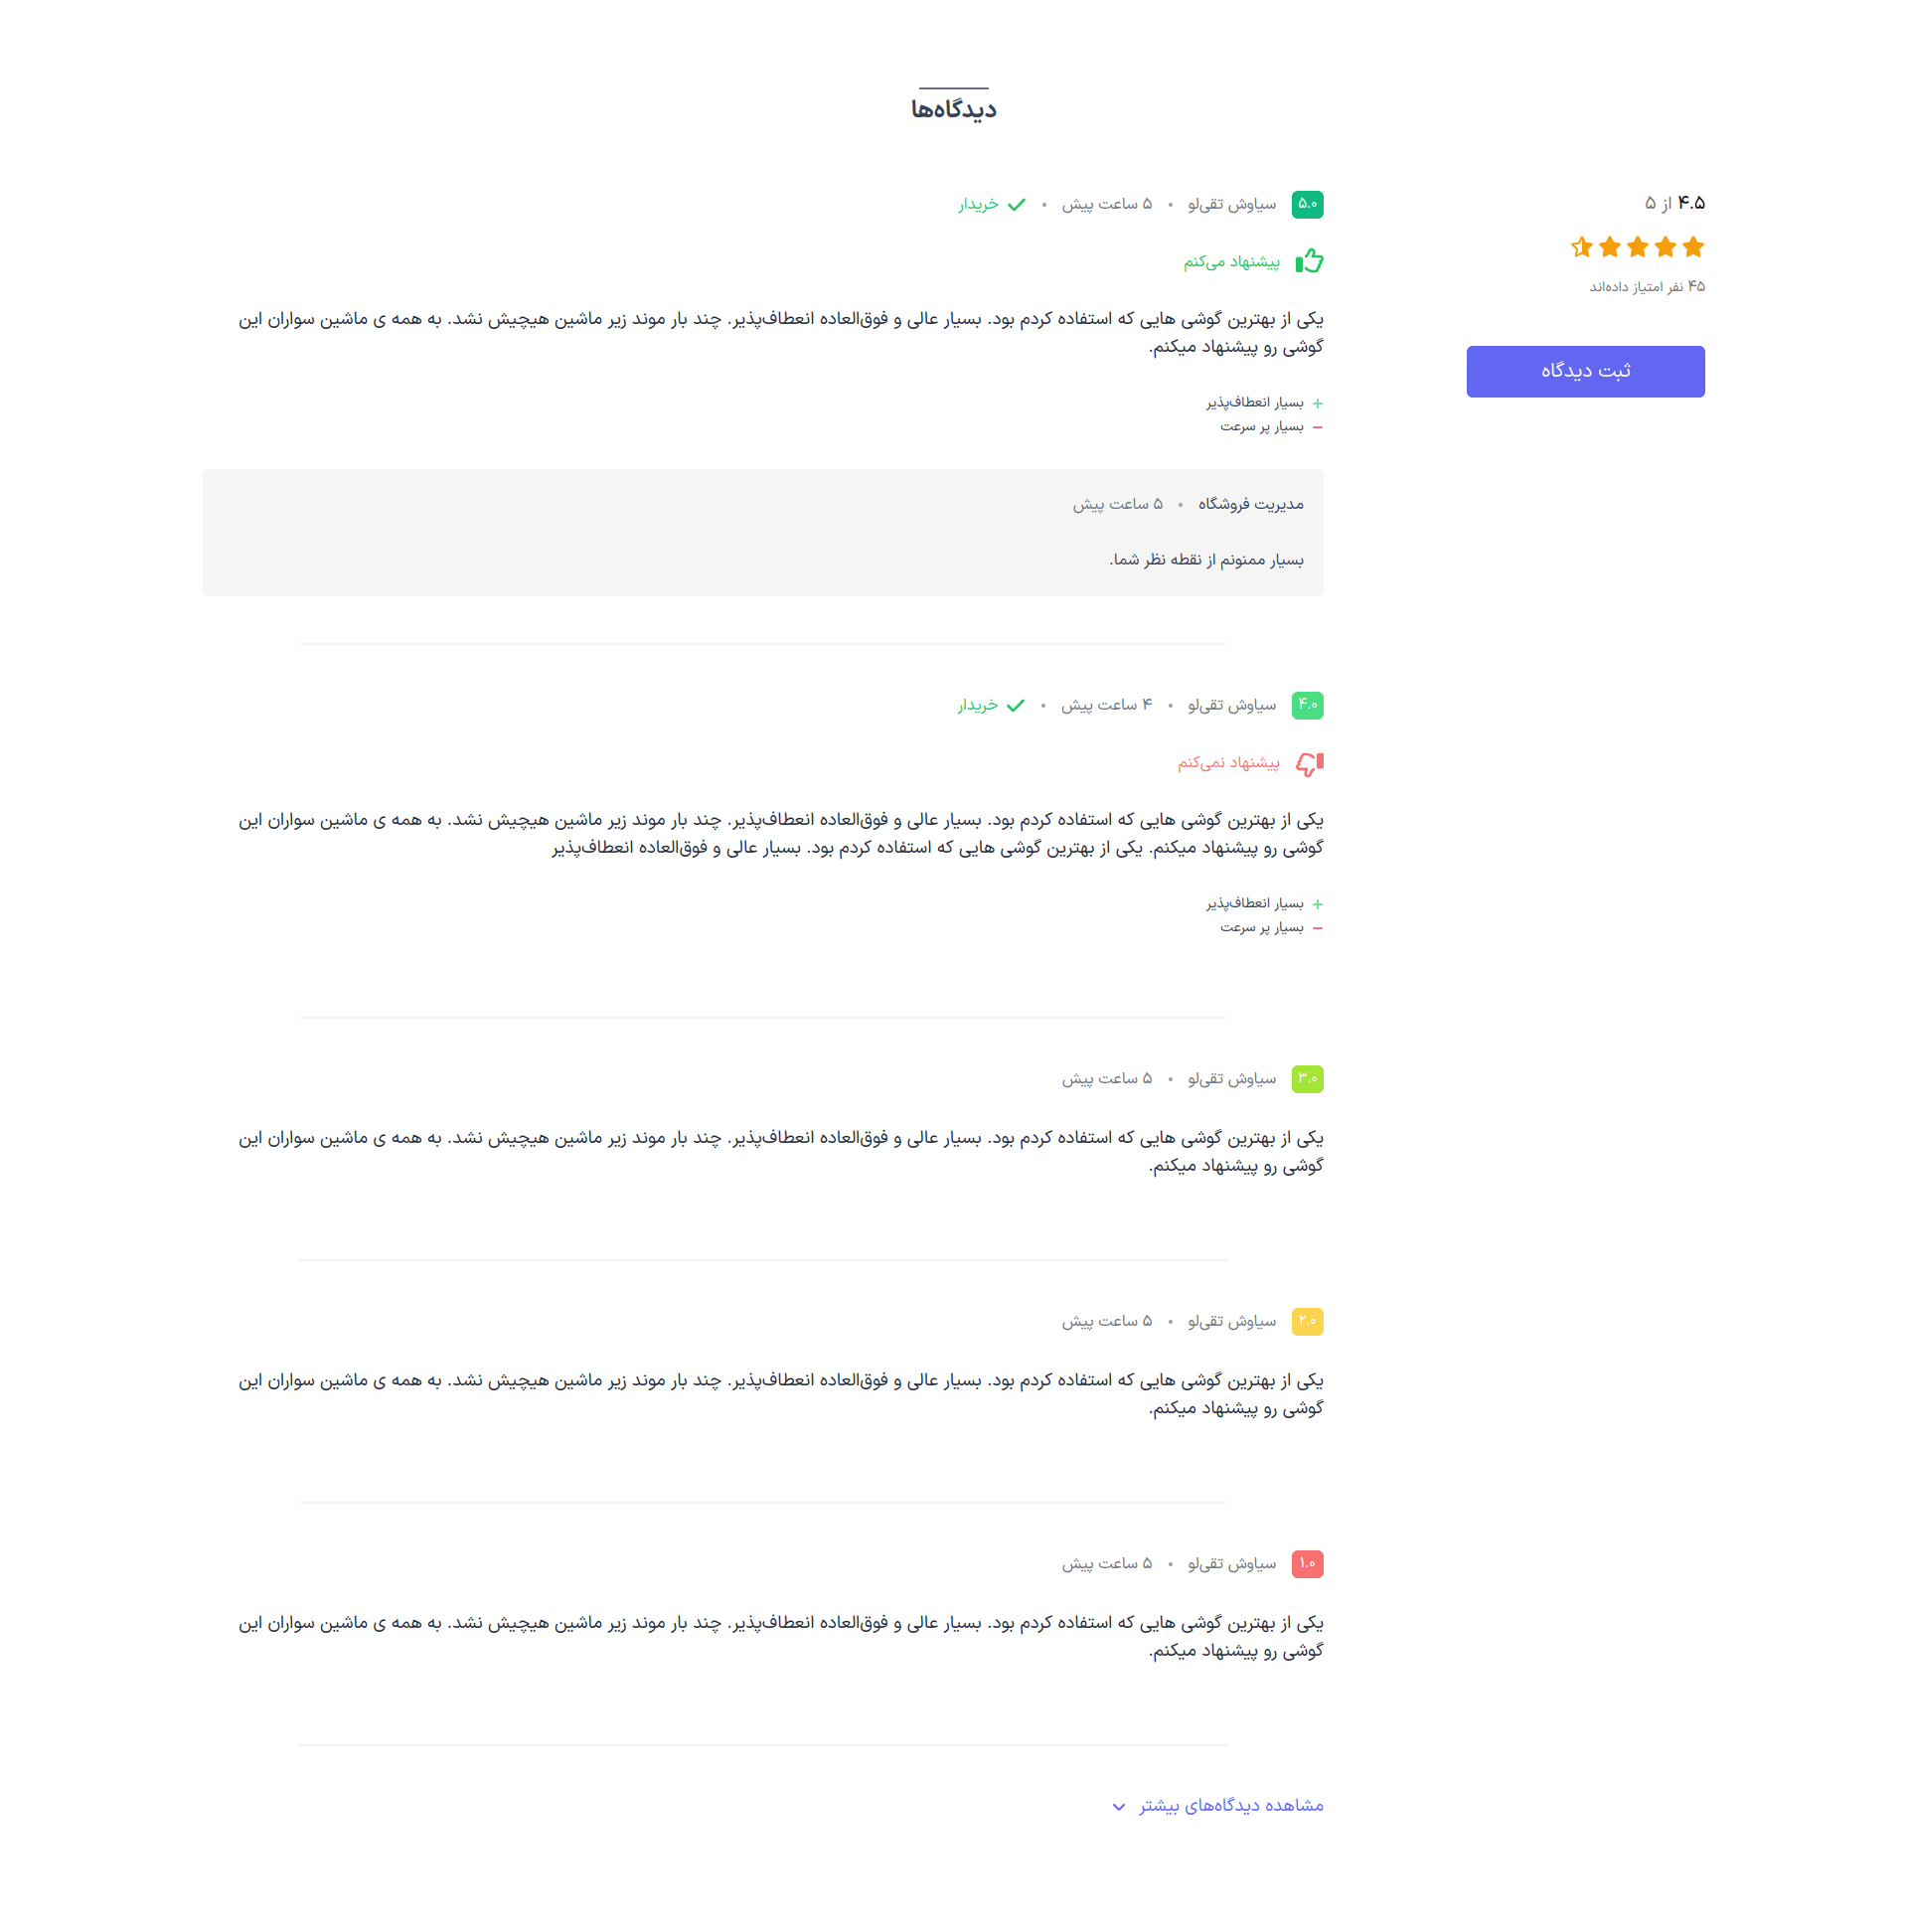 دیدگاه‌ها
۴.۵ از ۵
۴۵ نفر امتیاز داده‌اند
ثبت دیدگاه
۵.۰ سیاوش تقی‌لو • ۵ ساعت پیش • خریدار
پیشنهاد می‌کنم
یکی از بهترین گوشی هایی که استفاده کردم بود. بسیار عالی و فوق‌العاده انعطاف‌پذیر. چند بار موند زیر ماشین هیچیش نشد. به همه ی ماشین سواران این
گوشی رو پیشنهاد میکنم.
+ بسیار انعطاف‌پذیر
− بسیار پر سرعت
مدیریت فروشگاه • ۵ ساعت پیش
بسیار ممنونم از نقطه نظر شما.
۴.۰ سیاوش تقی‌لو • ۴ ساعت پیش • خریدار
پیشنهاد نمی‌کنم
یکی از بهترین گوشی هایی که استفاده کردم بود. بسیار عالی و فوق‌العاده انعطاف‌پذیر. چند بار موند زیر ماشین هیچیش نشد. به همه ی ماشین سواران این
گوشی رو پیشنهاد میکنم. یکی از بهترین گوشی هایی که استفاده کردم بود. بسیار عالی و فوق‌العاده انعطاف‌پذیر
+ بسیار انعطاف‌پذیر
− بسیار پر سرعت
۳.۰ سیاوش تقی‌لو • ۵ ساعت پیش
یکی از بهترین گوشی هایی که استفاده کردم بود. بسیار عالی و فوق‌العاده انعطاف‌پذیر. چند بار موند زیر ماشین هیچیش نشد. به همه ی ماشین سواران این
گوشی رو پیشنهاد میکنم.
۲.۰ سیاوش تقی‌لو • ۵ ساعت پیش
یکی از بهترین گوشی هایی که استفاده کردم بود. بسیار عالی و فوق‌العاده انعطاف‌پذیر. چند بار موند زیر ماشین هیچیش نشد. به همه ی ماشین سواران این
گوشی رو پیشنهاد میکنم.
۱.۰ سیاوش تقی‌لو • ۵ ساعت پیش
یکی از بهترین گوشی هایی که استفاده کردم بود. بسیار عالی و فوق‌العاده انعطاف‌پذیر. چند بار موند زیر ماشین هیچیش نشد. به همه ی ماشین سواران این
گوشی رو پیشنهاد میکنم.
مشاهده دیدگاه‌های بیشتر